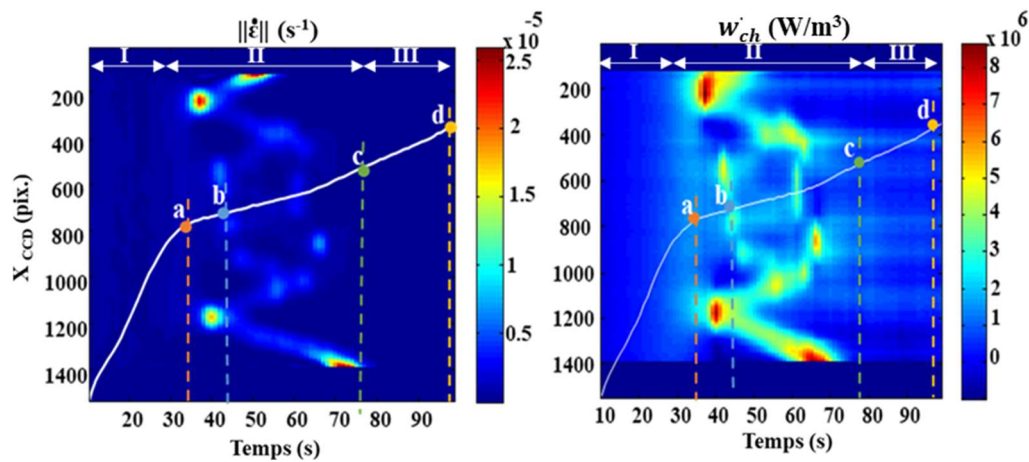 ||ε̇|| (s⁻¹)
x 10⁻⁵
I II III
2.5
2
1.5
1
0.5
200
400
600
800
1000
1200
1400
X CCD (pix.)
a
b
c
d
20 30 40 50 60 70 80 90
Temps (s)
ẇch (W/m³)
x 10⁶
I II III
8
7
6
5
4
3
2
1
0
200
400
600
800
1000
1200
1400
a
b
c
d
10 20 30 40 50 60 70 80 90
Temps (s)